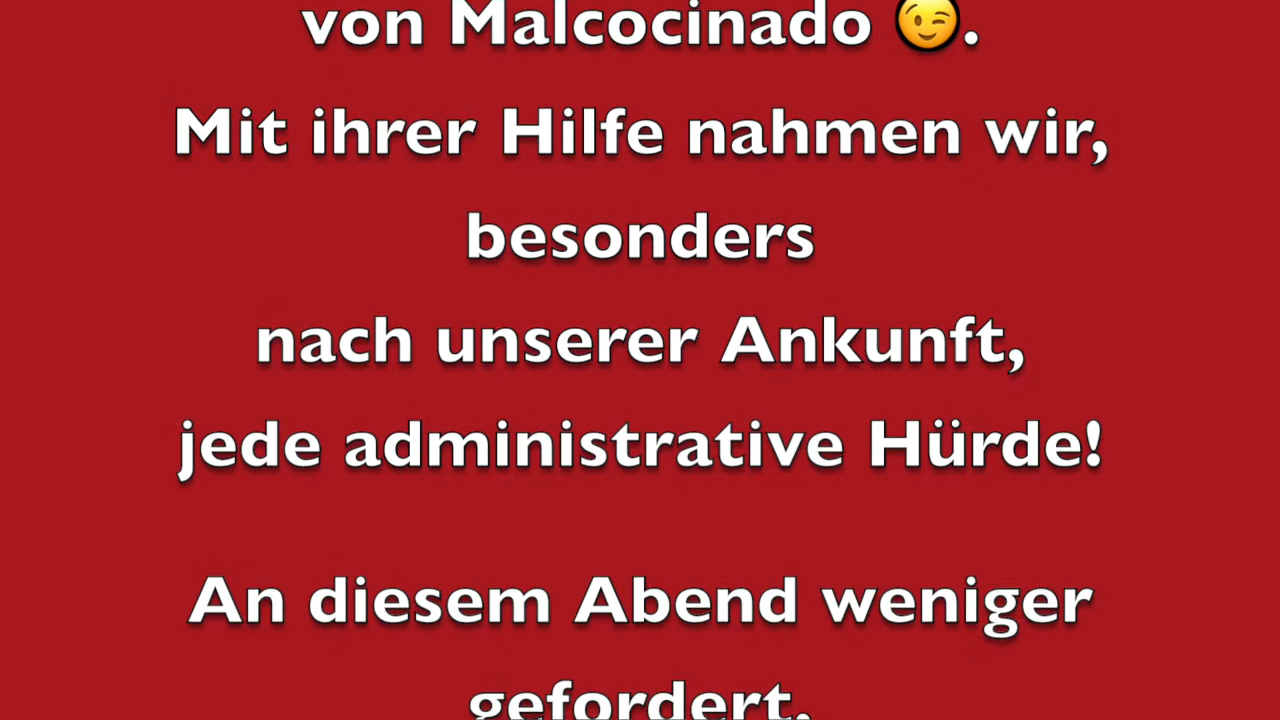 von Malcocinado 😉.
Mit ihrer Hilfe nahmen wir,
besonders
nach unserer Ankunft,
jede administrative Hürde!
An diesem Abend weniger
gefordert,